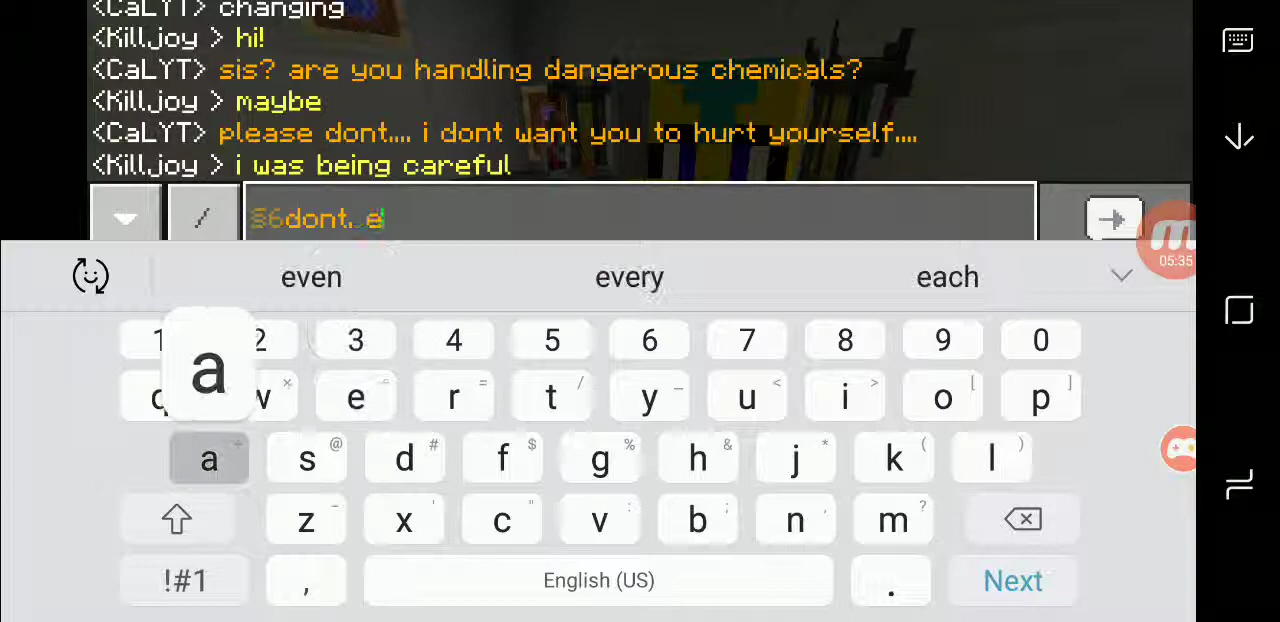 <CaLYT> changing
<Killjoy > hi!
<CaLYT> sis? are you handling dangerous chemicals?
<Killjoy > maybe
<CaLYT> please dont.... i dont want you to hurt yourself....
<Killjoy > i was being careful
/ §6dont. e
05:35
even every each
a
1 2 3 4 5 6 7 8 9 0
q w × e r = t / y _ u < i > o [ p ]
a s @ d # f $ g % h & j * k ( l )
z - x ' c " v : b ; n , m ?
!#1 , English (US) . Next